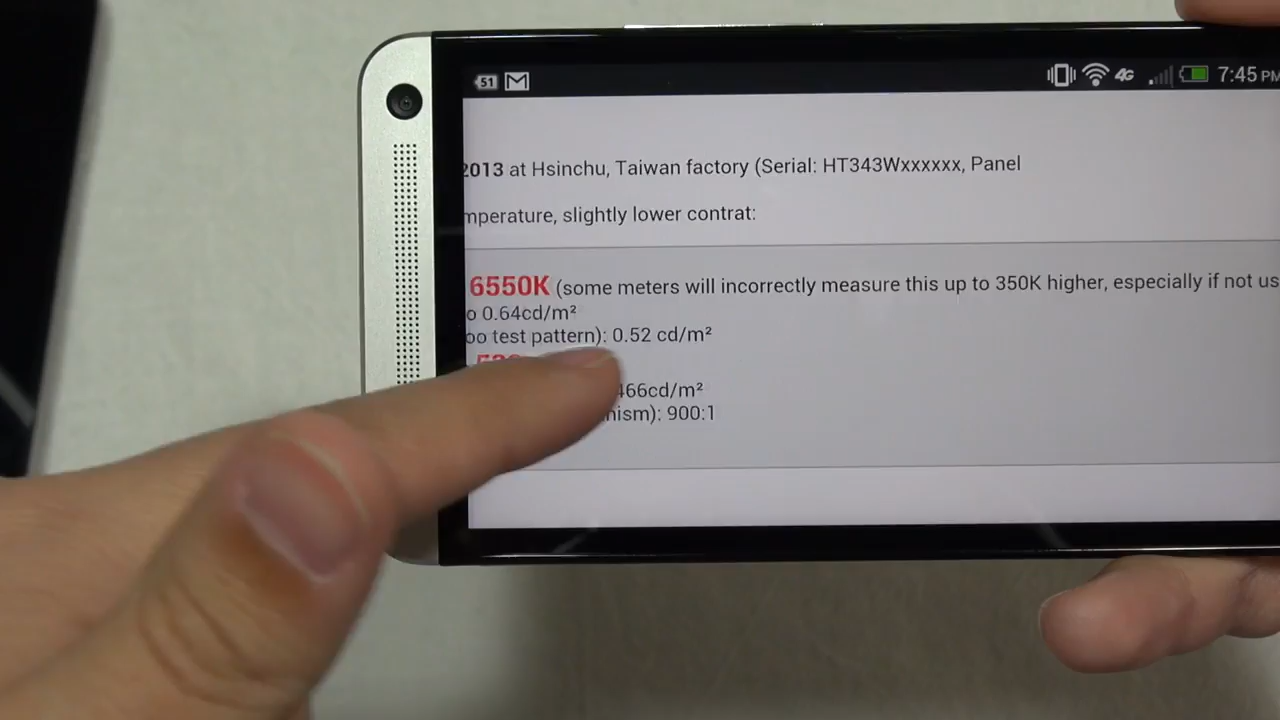 51 4G 7:45 PM
2013 at Hsinchu, Taiwan factory (Serial: HT343Wxxxxxx, Panel
mperature, slightly lower contrat:
6550K (some meters will incorrectly measure this up to 350K higher, especially if not us
o 0.64cd/m²
oo test pattern): 0.52 cd/m²
466cd/m²
nism): 900:1